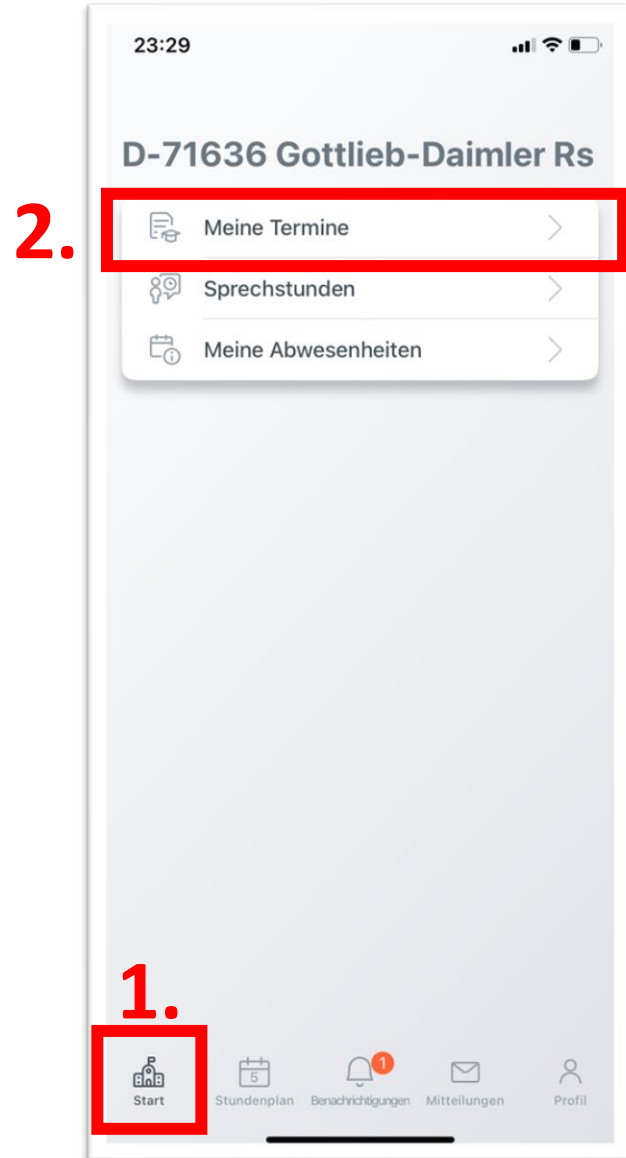 23:29
D-71636 Gottlieb-Daimler Rs
2.
Meine Termine
Sprechstunden
Meine Abwesenheiten
1.
1
5
Start Stundenplan Benachrichtigungen Mitteilungen Profil